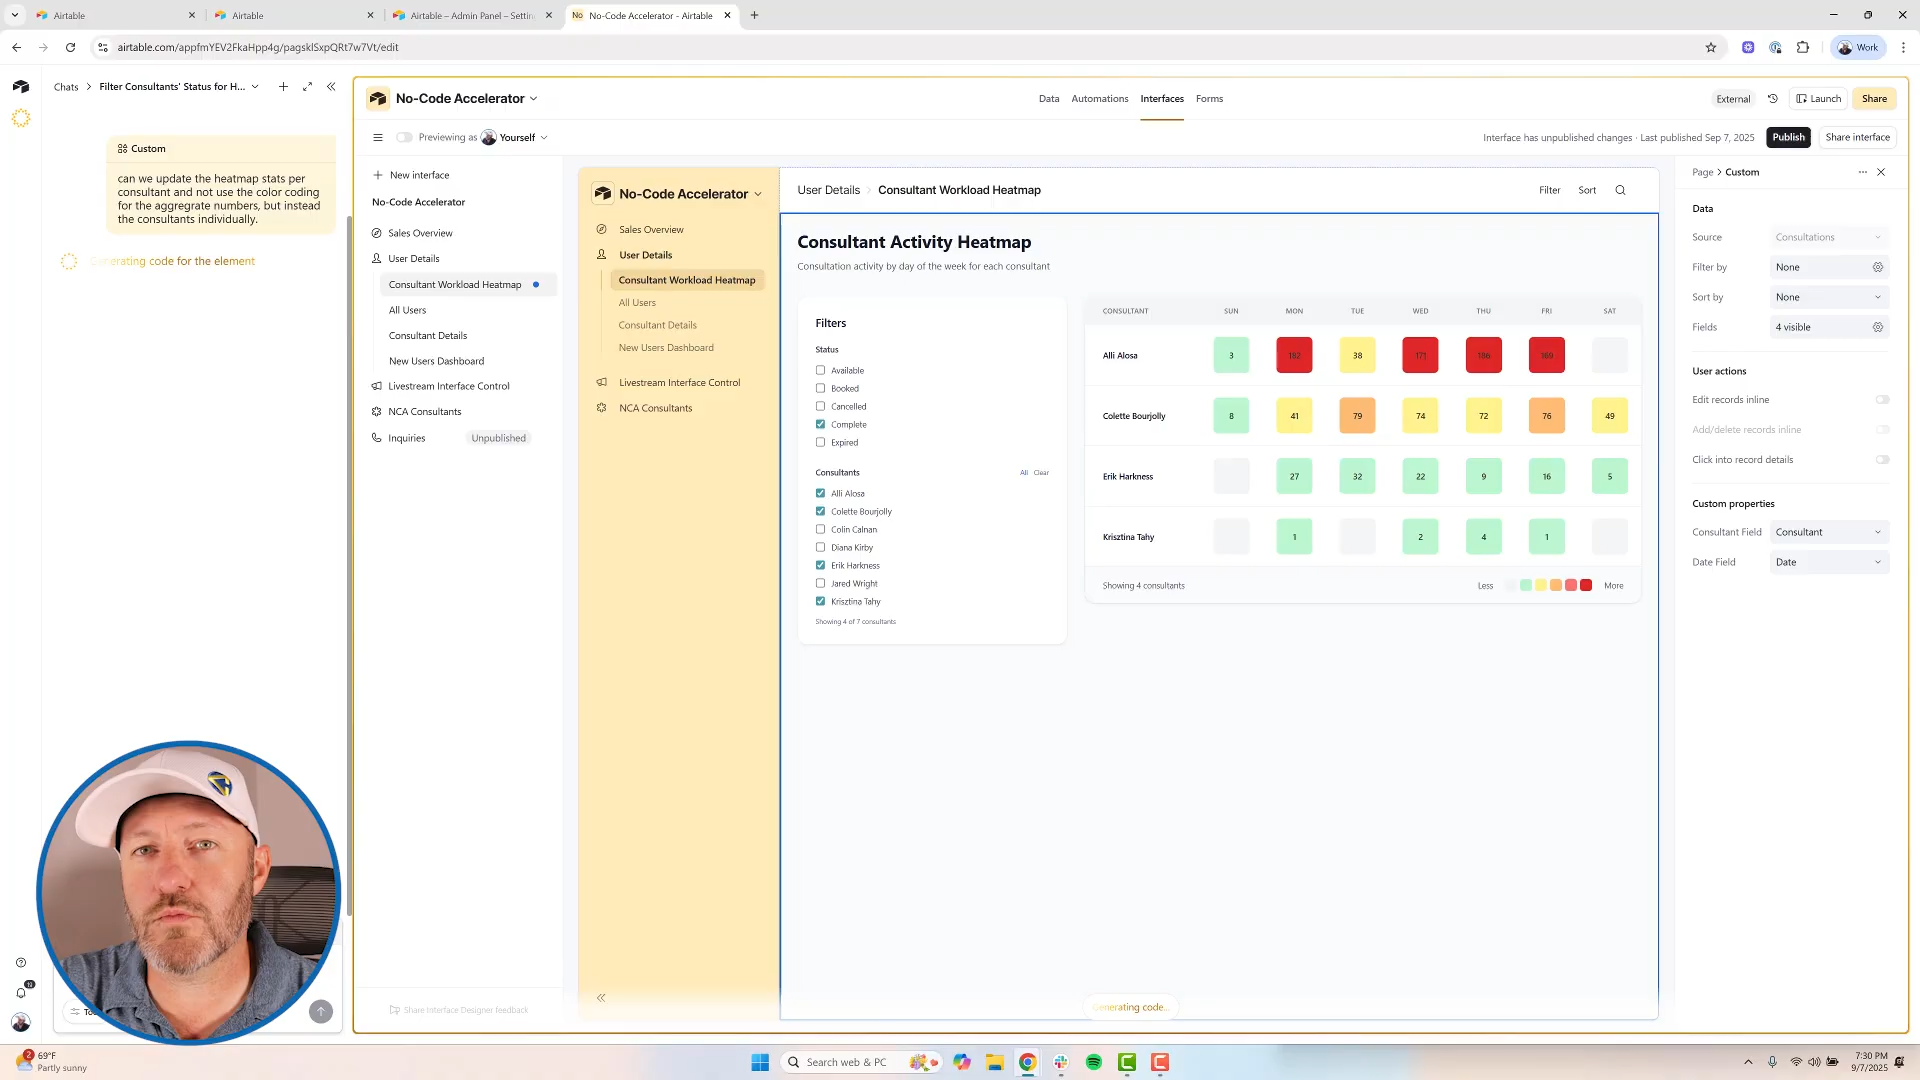 Airtable
Airtable
Airtable – Admin Panel – Settin
No
No-Code Accelerator - Airtable
airtable.com/appfmYEV2FkaHpp4g/pagsklSxpQRt7w7Vt/edit
Work
Chats
Filter Consultants' Status for H...
Custom
can we update the heatmap stats per
consultant and not use the color coding
for the aggregrate numbers, but instead
the consultants individually.
Generating code for the element
No-Code Accelerator
Data
Automations
Interfaces
Forms
External
Launch
Share
Previewing as
Yourself
Interface has unpublished changes · Last published Sep 7, 2025
Publish
Share interface
New interface
No-Code Accelerator
Sales Overview
User Details
Consultant Workload Heatmap
All Users
Consultant Details
New Users Dashboard
Livestream Interface Control
NCA Consultants
Inquiries
Unpublished
Share Interface Designer feedback
No-Code Accelerator
Sales Overview
User Details
Consultant Workload Heatmap
All Users
Consultant Details
New Users Dashboard
Livestream Interface Control
NCA Consultants
User Details
Consultant Workload Heatmap
Filter
Sort
Consultant Activity Heatmap
Consultation activity by day of the week for each consultant
Filters
Status
Available
Booked
Cancelled
Complete
Expired
Consultants
All
Clear
Alli Alosa
Colette Bourjolly
Colin Calnan
Diana Kirby
Erik Harkness
Jared Wright
Krisztina Tahy
Showing 4 of 7 consultants
CONSULTANT SUN MON TUE WED THU FRI SAT
Alli Alosa 3 182 38 171 186 169
Colette Bourjolly 8 41 79 74 72 76 49
Erik Harkness 27 32 22 9 16 5
Krisztina Tahy 1 2 4 1
Showing 4 consultants
Less
More
Generating code...
Page
Custom
Data
Source
Consultations
Filter by
None
Sort by
None
Fields
4 visible
User actions
Edit records inline
Add/delete records inline
Click into record details
Custom properties
Consultant Field
Consultant
Date Field
Date
2
69°F
Partly sunny
Search web & PC
7:30 PM
9/7/2025